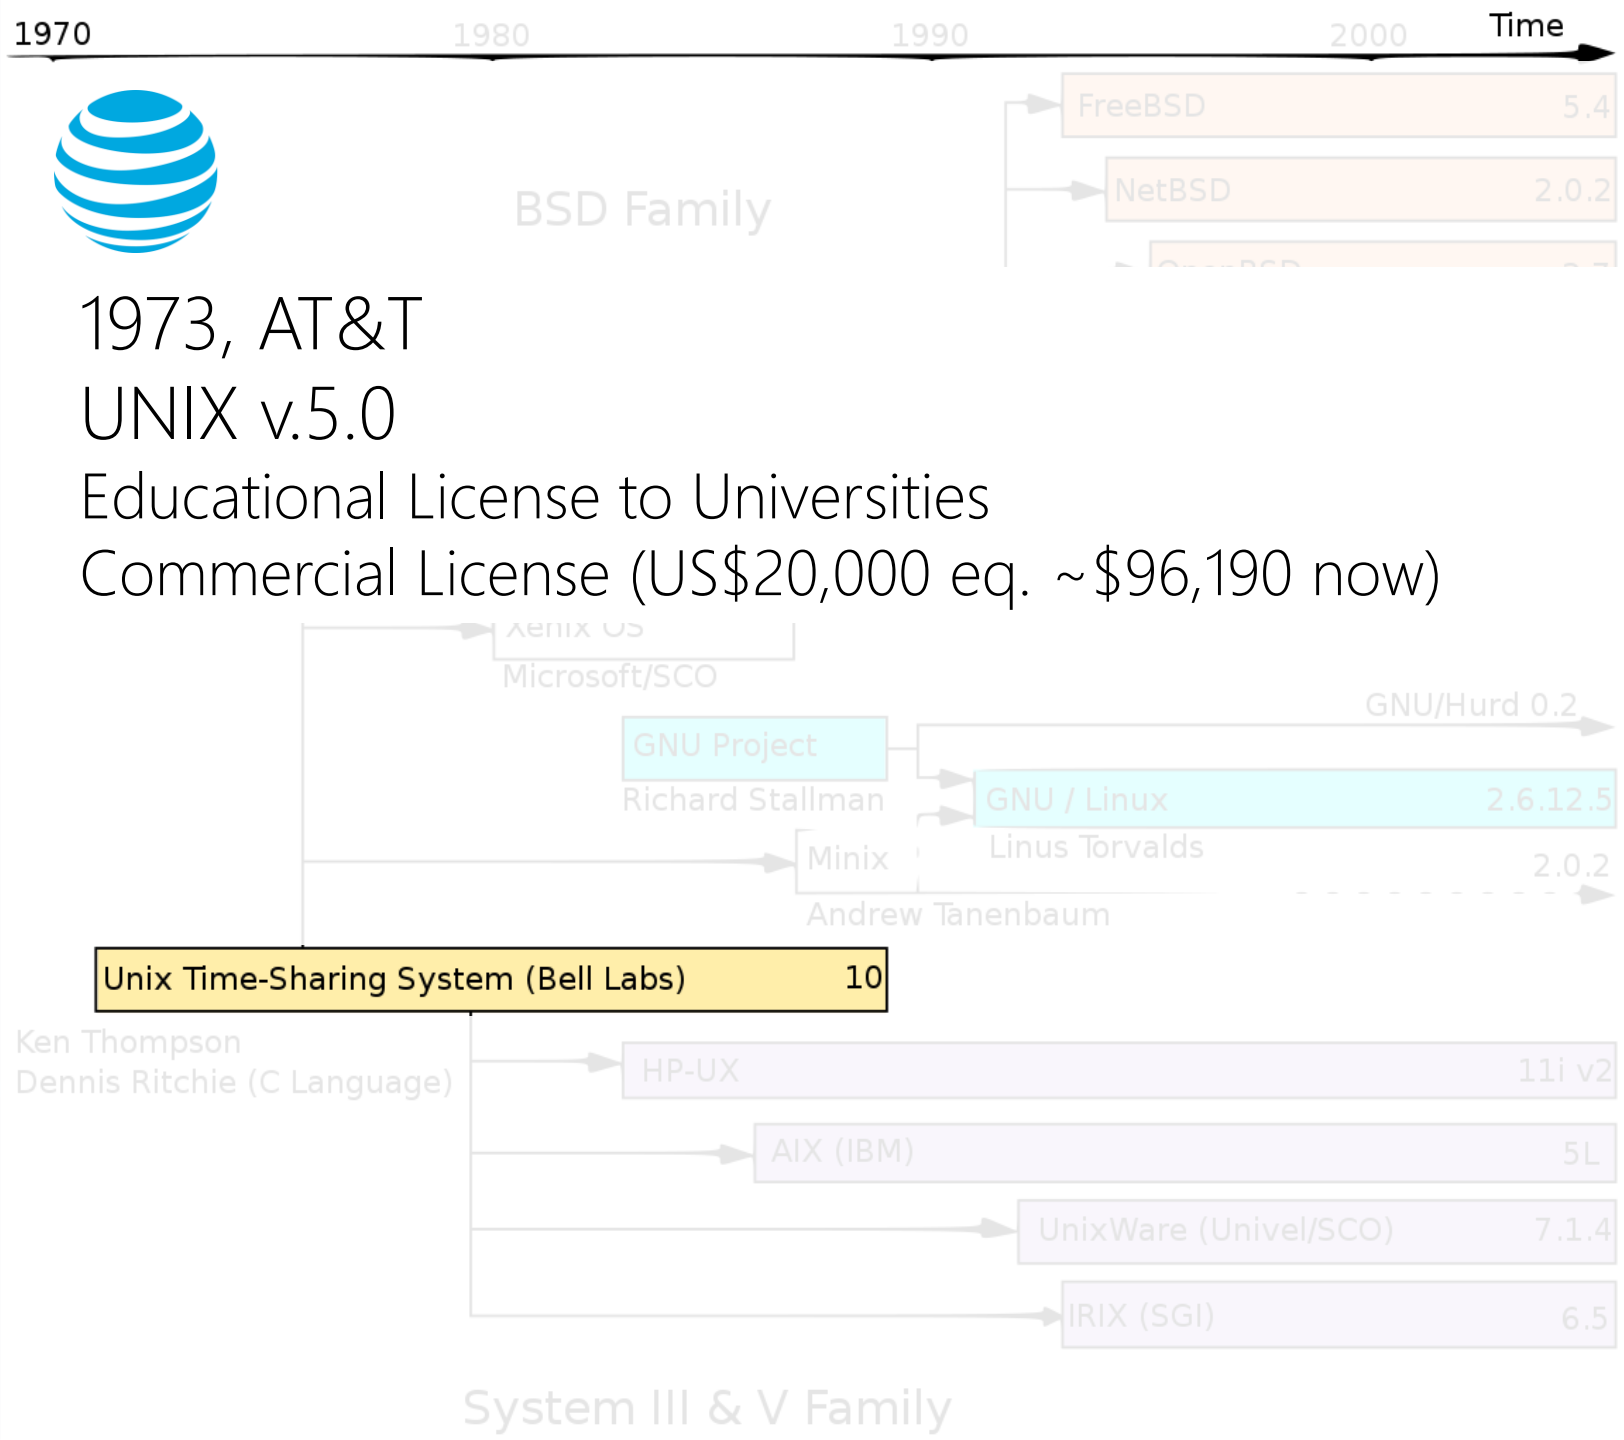 1970 1980 1990 2000 Time
FreeBSD 5.4
BSD Family
NetBSD 2.0.2
OpenBSD
1973, AT&T
UNIX v.5.0
Educational License to Universities
Commercial License (US$20,000 eq. ~$96,190 now)
Xenix OS
Microsoft/SCO
GNU/Hurd 0.2
GNU Project
Richard Stallman
GNU / Linux 2.6.12.5
Linus Torvalds
Minix 2.0.2
Andrew Tanenbaum
Unix Time-Sharing System (Bell Labs) 10
Ken Thompson
Dennis Ritchie (C Language)
HP-UX 11i v2
AIX (IBM) 5L
UnixWare (Univel/SCO) 7.1.4
IRIX (SGI) 6.5
System III & V Family